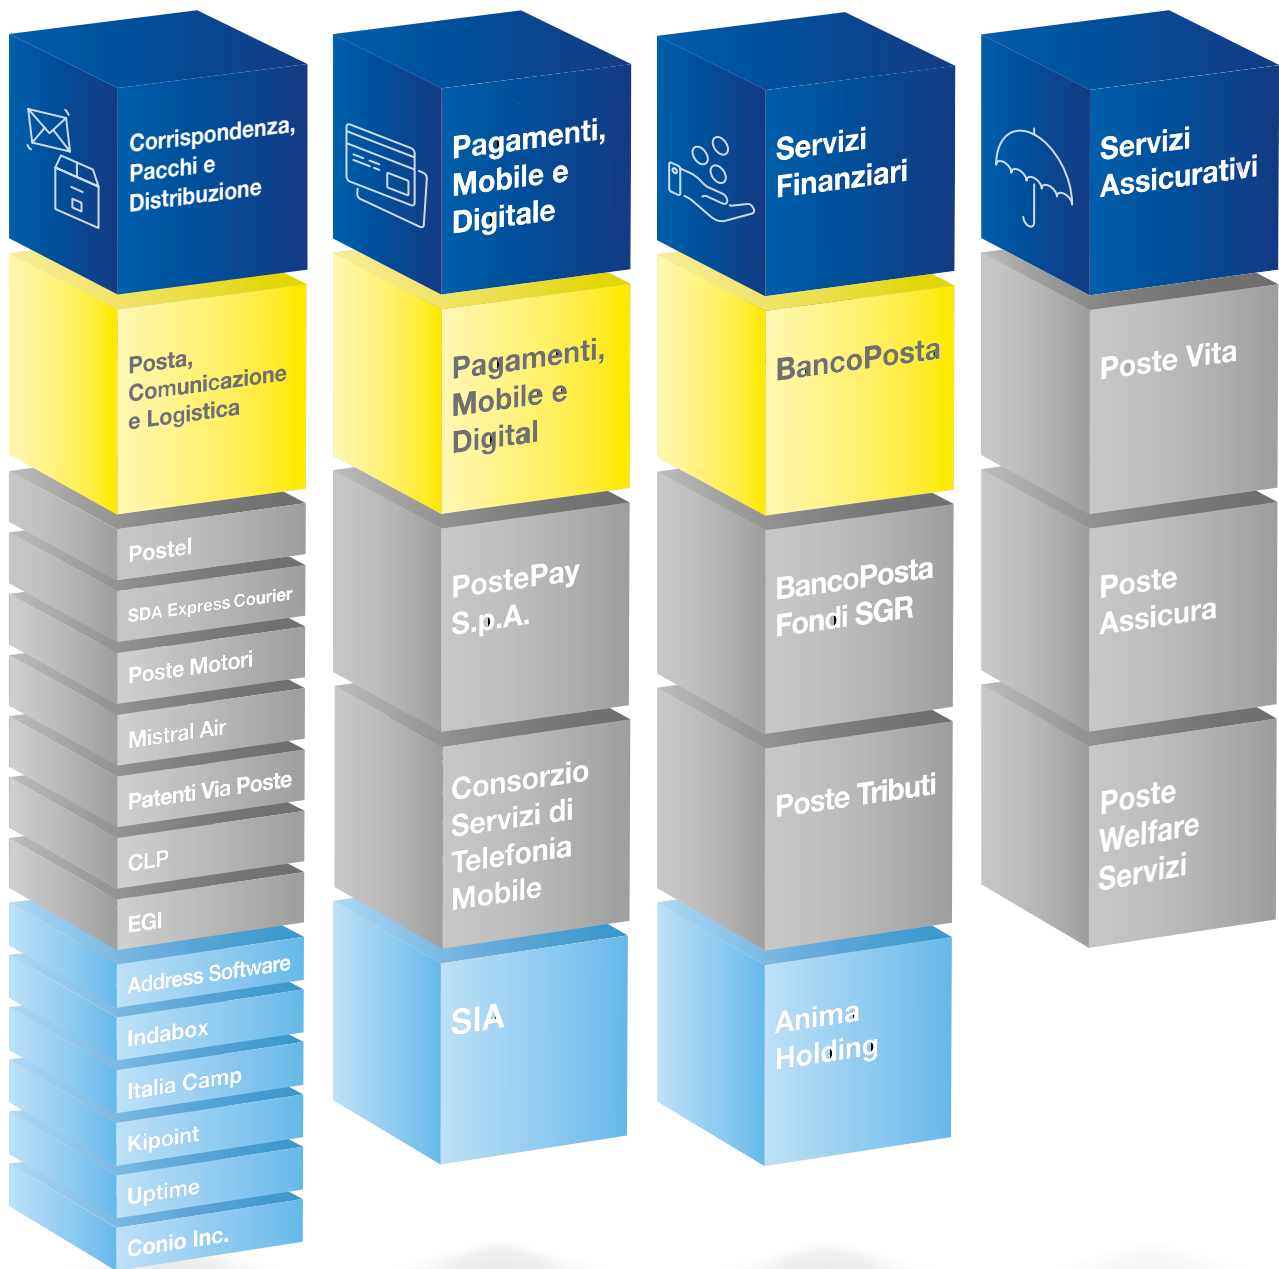 Corrispondenza,
Pacchi e
Distribuzione
Posta,
Comunicazione
e Logistica
Postel
SDA Express Courier
Poste Motori
Mistral Air
Patenti Via Poste
CLP
EGI
Address Software
Indabox
Italia Camp
Kipoint
Uptime
Conio Inc.
Pagamenti,
Mobile e
Digitale
Pagamenti,
Mobile e
Digital
PostePay
S.p.A.
Consorzio
Servizi di
Telefonia
Mobile
SIA
Servizi
Finanziari
BancoPosta
BancoPosta
Fondi SGR
Poste Tributi
Anima
Holding
Servizi
Assicurativi
Poste Vita
Poste
Assicura
Poste
Welfare
Servizi